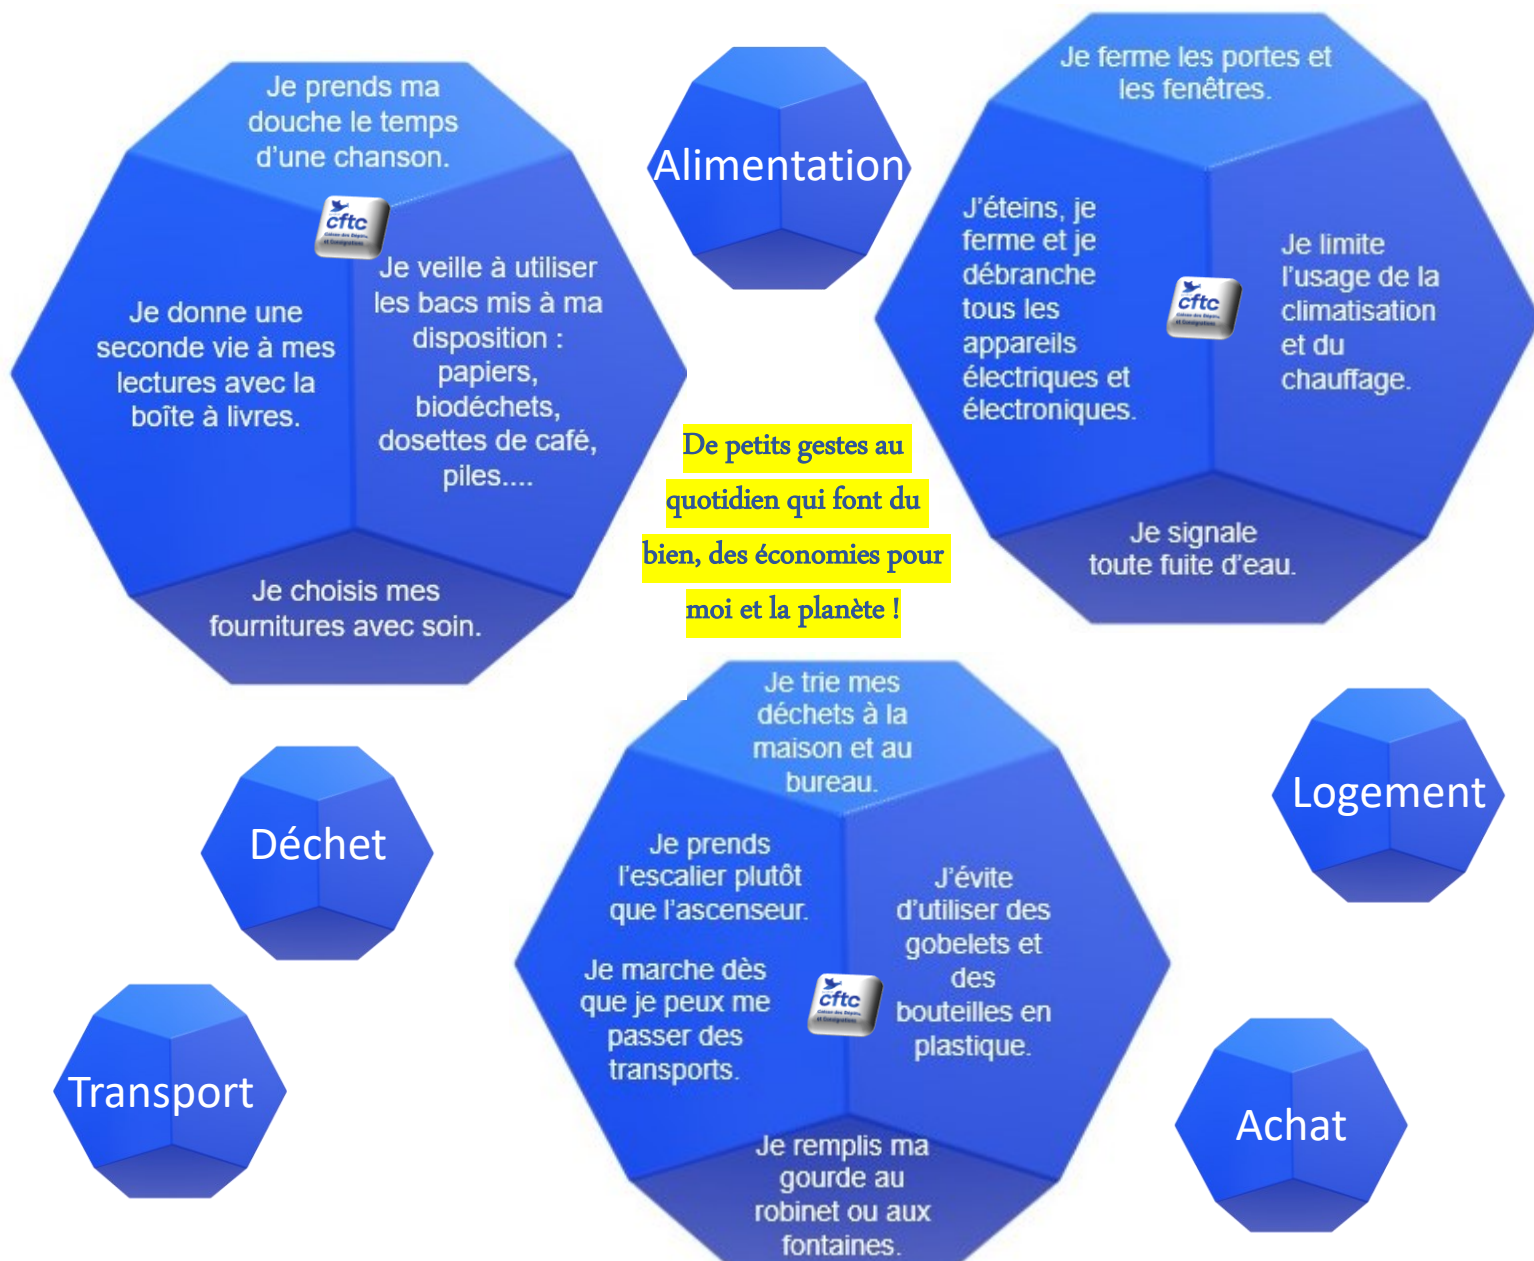 Je prends ma
douche le temps
d'une chanson.
cftc
Je donne une
seconde vie à mes
lectures avec la
boîte à livres.
Je veille à utiliser
les bacs mis à ma
disposition :
papiers,
biodéchets,
dosettes de café,
piles....
Je choisis mes
fournitures avec soin.
Alimentation
Je ferme les portes et
les fenêtres.
J'éteins, je
ferme et je
débranche
tous les
appareils
électriques et
électroniques.
cftc
Caisse des Dépôts
et Consignations
Je limite
l'usage de la
climatisation
et du
chauffage.
Je signale
toute fuite d'eau.
De petits gestes au
quotidien qui font du
bien, des économies pour
moi et la planète !
Déchet
Transport
Je trie mes
déchets à la
maison et au
bureau.
Je prends
l'escalier plutôt
que l'ascenseur.
Je marche dès
que je peux me
passer des
transports.
cftc
J'évite
d'utiliser des
gobelets et
des
bouteilles en
plastique.
Je remplis ma
gourde au
robinet ou aux
fontaines.
Logement
Achat